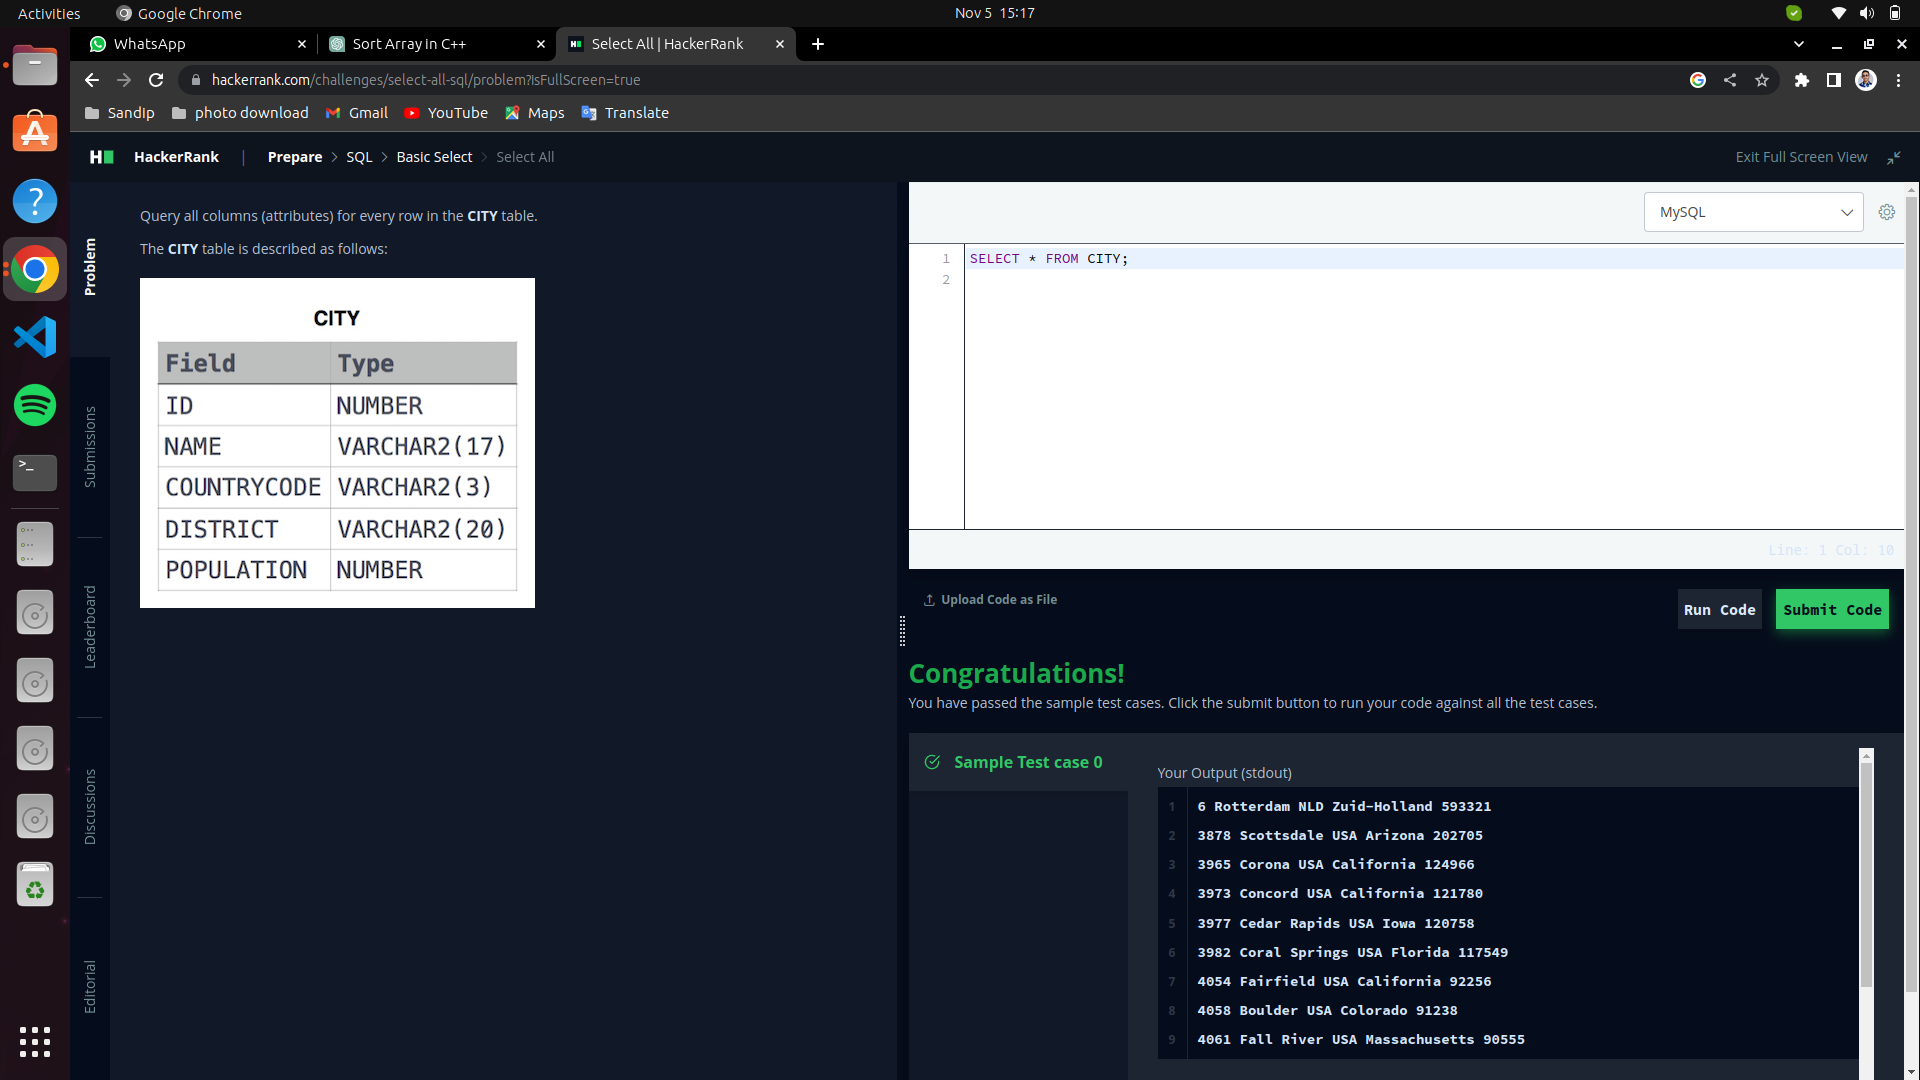 Activities
Google Chrome
Nov 5 15:17
WhatsApp
Sort Array in C++
Select All | HackerRank
hackerrank.com/challenges/select-all-sql/problem?isFullScreen=true
Sandip
photo download
Gmail
YouTube
Maps
Translate
HackerRank
Prepare
SQL
Basic Select
Select All
Exit Full Screen View
Problem
Submissions
Leaderboard
Discussions
Editorial
Query all columns (attributes) for every row in the CITY table.
The CITY table is described as follows:
CITY
Field Type
ID NUMBER
NAME VARCHAR2(17)
COUNTRYCODE VARCHAR2(3)
DISTRICT VARCHAR2(20)
POPULATION NUMBER
MySQL
1 SELECT * FROM CITY;
2
Line: 1 Col: 10
Upload Code as File
Run Code
Submit Code
Congratulations!
You have passed the sample test cases. Click the submit button to run your code against all the test cases.
Sample Test case 0
Your Output (stdout)
1 6 Rotterdam NLD Zuid-Holland 593321
2 3878 Scottsdale USA Arizona 202705
3 3965 Corona USA California 124966
4 3973 Concord USA California 121780
5 3977 Cedar Rapids USA Iowa 120758
6 3982 Coral Springs USA Florida 117549
7 4054 Fairfield USA California 92256
8 4058 Boulder USA Colorado 91238
9 4061 Fall River USA Massachusetts 90555